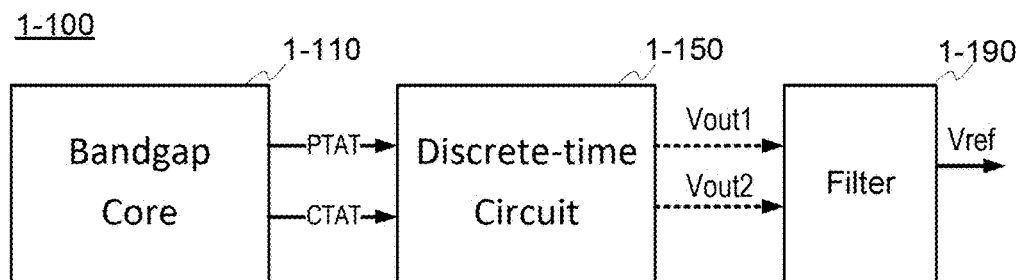 1-100
1-110
1-150
1-190
Bandgap
Core
PTAT
CTAT
Discrete-time
Circuit
Vout1
Vout2
Filter
Vref